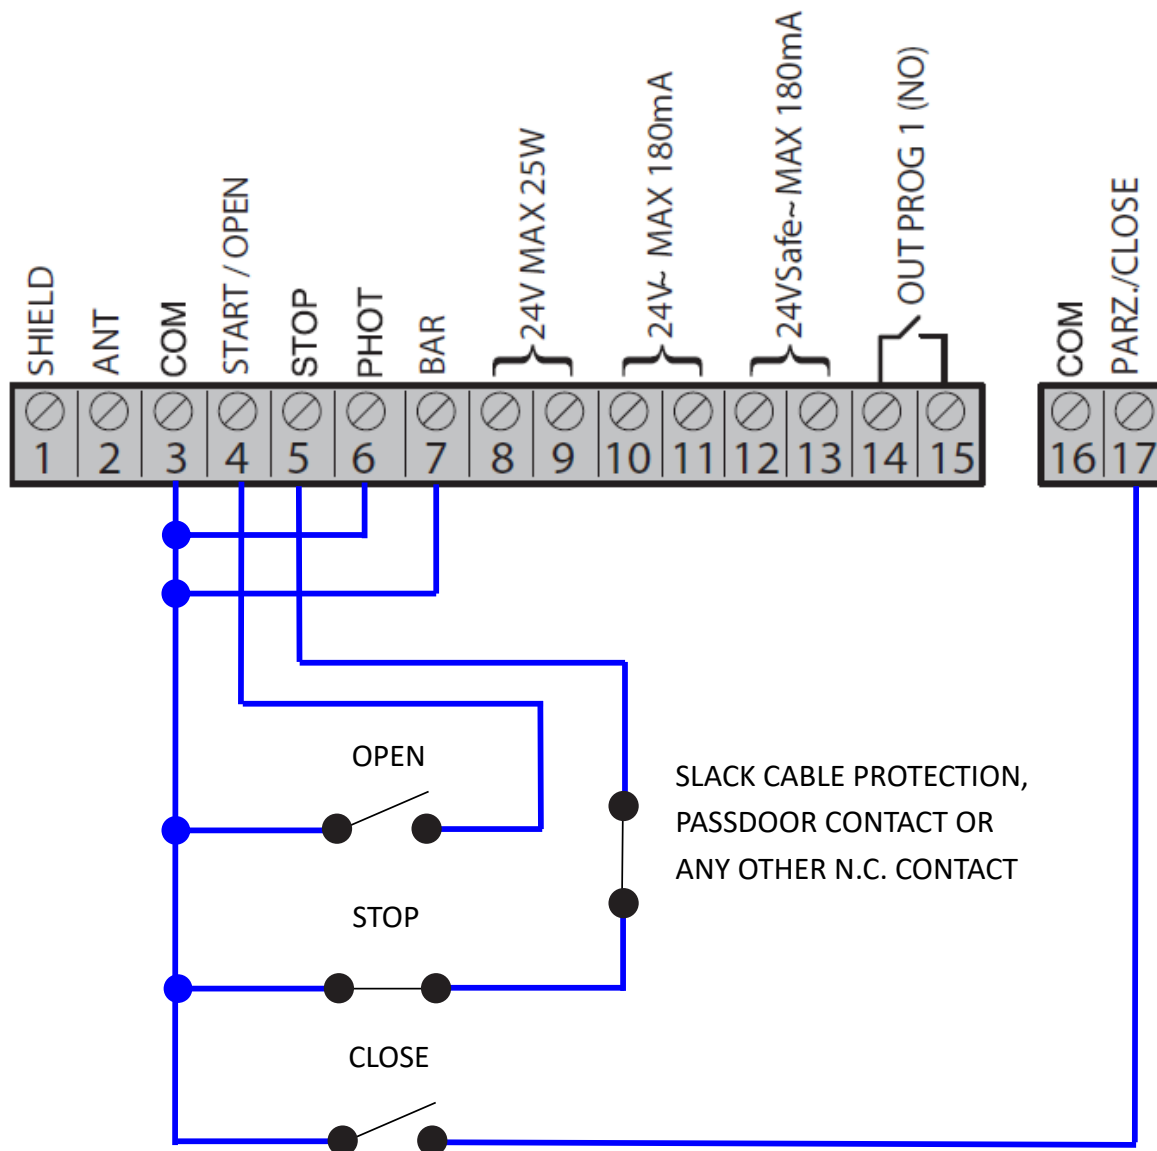 SHIELD
ANT
COM
START / OPEN
STOP
PHOT
BAR
24V MAX 25W
24V~ MAX 180mA
24VSafe~ MAX 180mA
OUT PROG 1 (NO)
COM
PARZ./CLOSE
1 2 3 4 5 6 7 8 9 10 11 12 13 14 15 16 17
OPEN
SLACK CABLE PROTECTION,
PASSDOOR CONTACT OR
ANY OTHER N.C. CONTACT
STOP
CLOSE